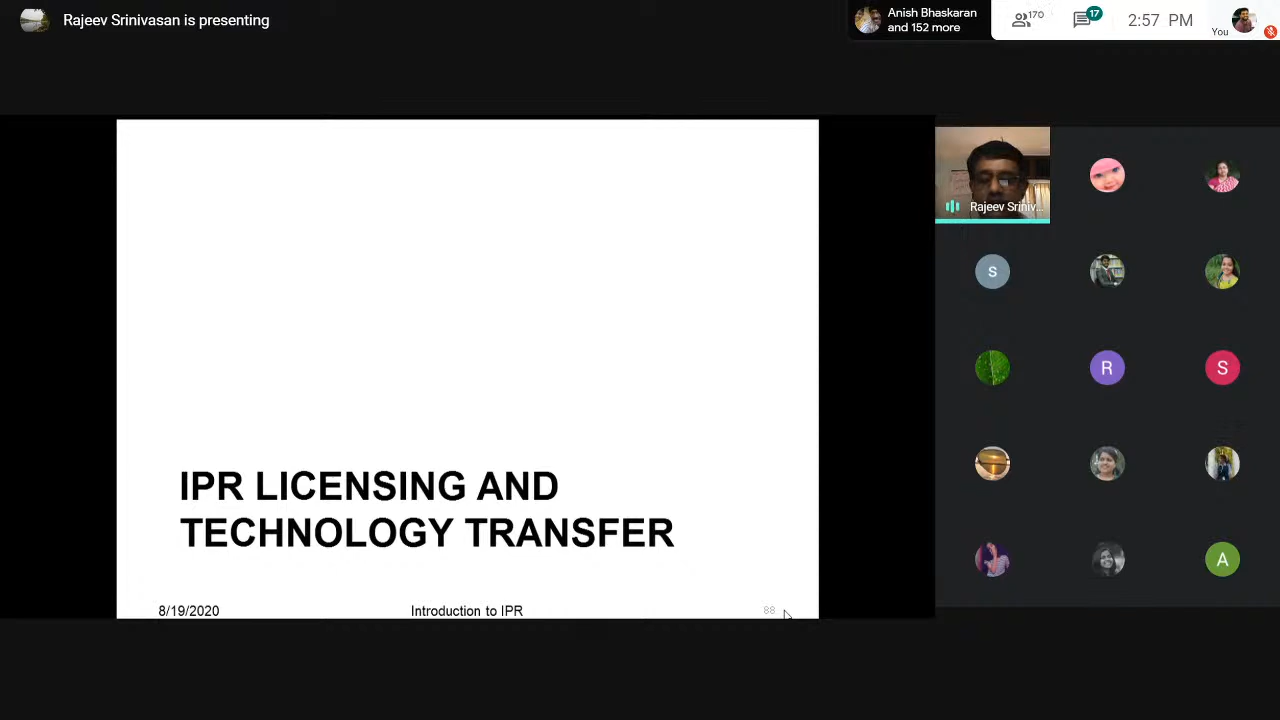 Rajeev Srinivasan is presenting
Anish Bhaskaran
and 152 more
170
17
2:57 PM
You
Rajeev Sriniv...
S
R
S
A
IPR LICENSING AND
TECHNOLOGY TRANSFER
8/19/2020
Introduction to IPR
88